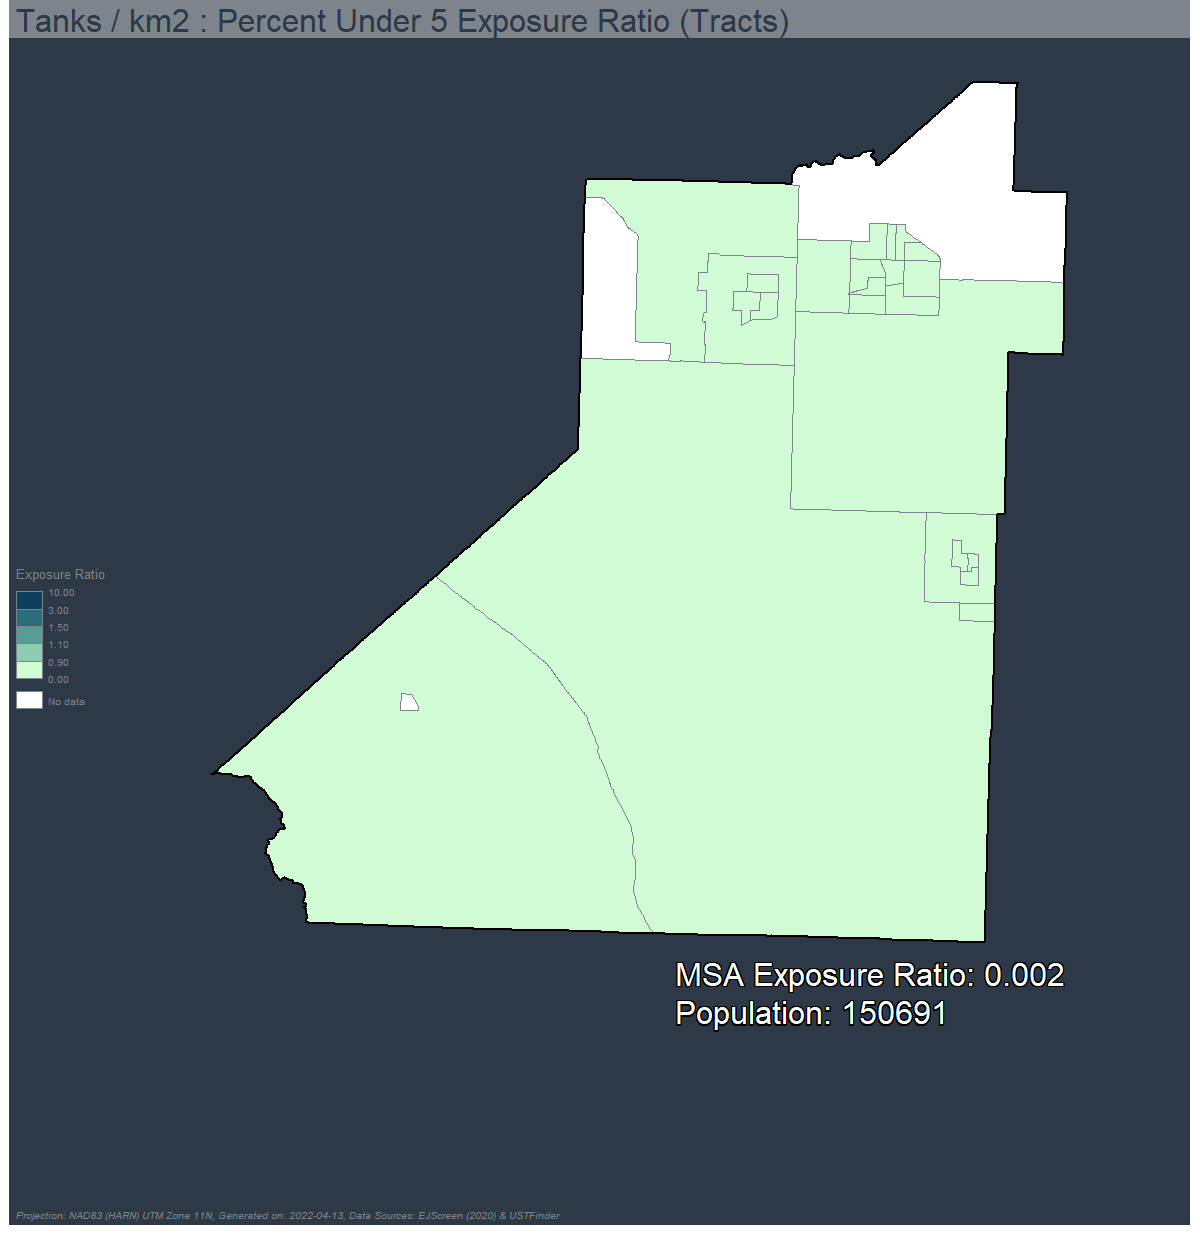 Tanks / km2 : Percent Under 5 Exposure Ratio (Tracts)
Exposure Ratio
10.00
3.00
1.50
1.10
0.90
0.00
No data
MSA Exposure Ratio: 0.002
Population: 150691
Projection: NAD83 (HARN) UTM Zone 11N, Generated on: 2022-04-13, Data Sources: EJScreen (2020) & USTFinder